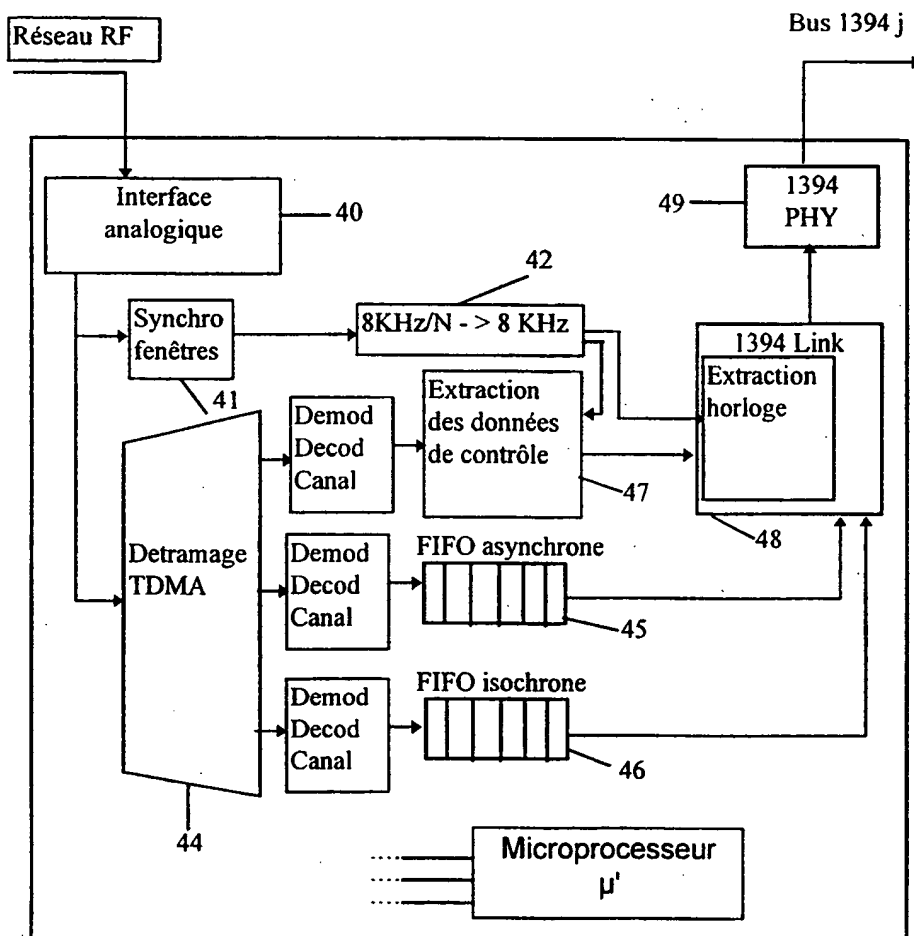 Réseau RF
Bus 1394 j
Interface
analogique
40
49
1394
PHY
42
Synchro
fenêtres
8KHz/N - > 8 KHz
1394 Link
41
Extraction
horloge
Demod
Decod
Canal
Extraction
des données
de contrôle
47
48
Detramage
TDMA
Demod
Decod
Canal
FIFO asynchrone
45
Demod
Decod
Canal
FIFO isochrone
46
44
Microprocesseur
µ'